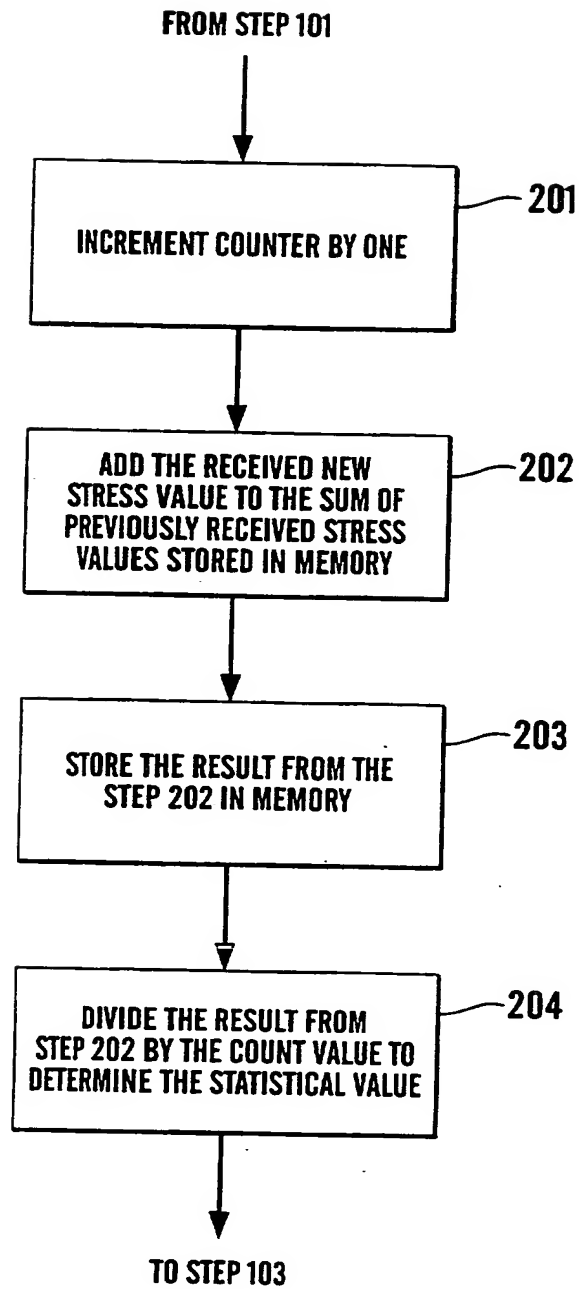 FROM STEP 101
INCREMENT COUNTER BY ONE
201
ADD THE RECEIVED NEW
STRESS VALUE TO THE SUM OF
PREVIOUSLY RECEIVED STRESS
VALUES STORED IN MEMORY
202
STORE THE RESULT FROM THE
STEP 202 IN MEMORY
203
DIVIDE THE RESULT FROM
STEP 202 BY THE COUNT VALUE TO
DETERMINE THE STATISTICAL VALUE
204
TO STEP 103